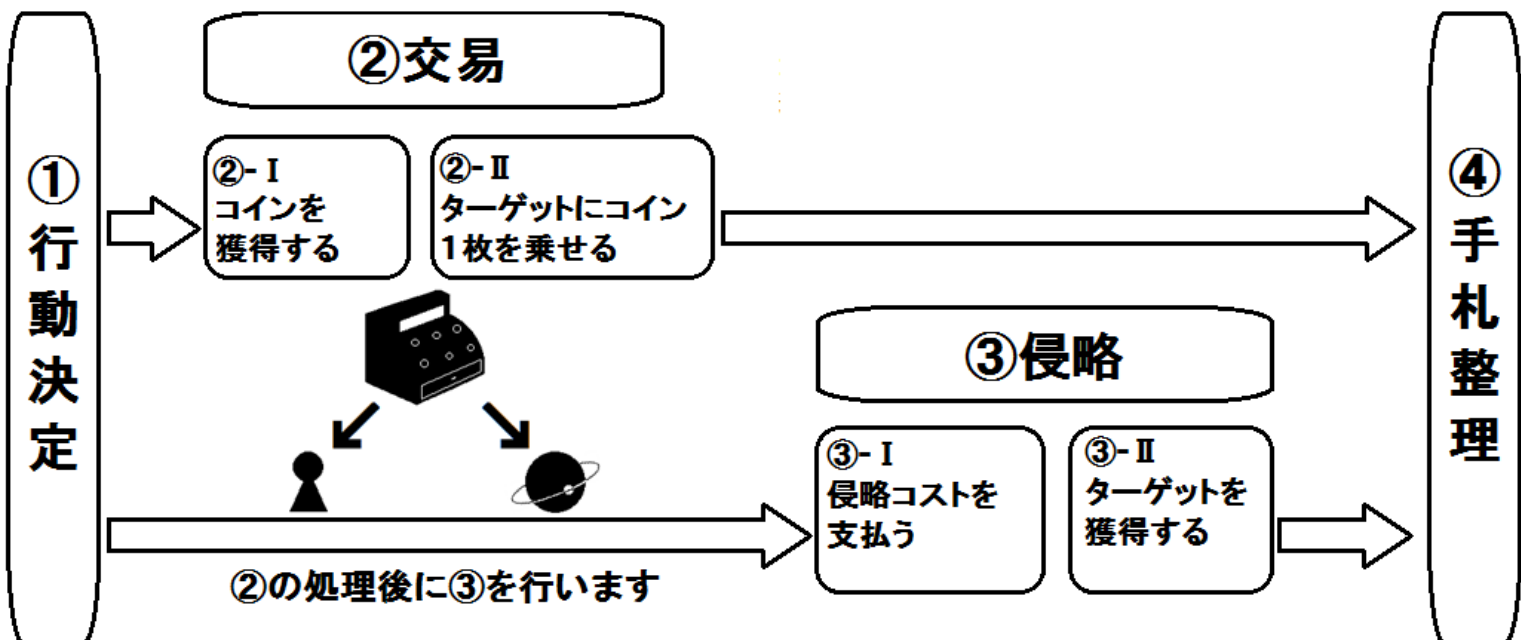 ①行動決定
②交易
②-Ⅰ
コインを
獲得する
②-Ⅱ
ターゲットにコイン
1枚を乗せる
③侵略
③-Ⅰ
侵略コストを
支払う
③-Ⅱ
ターゲットを
獲得する
②の処理後に③を行います
④手札整理